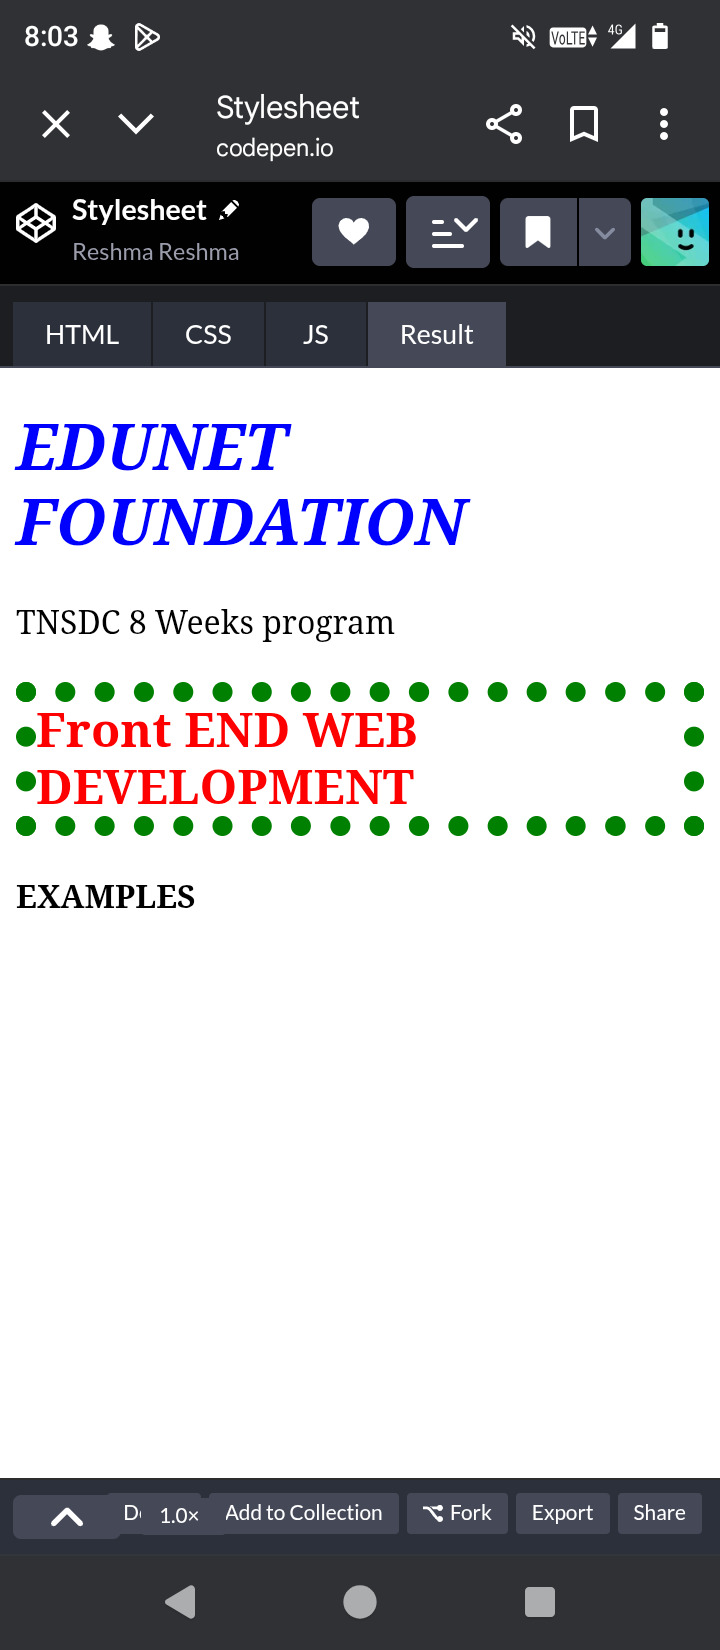 8:03
VoLTE 4G
Stylesheet
codepen.io
Stylesheet
Reshma Reshma
HTML CSS JS Result
EDUNET
FOUNDATION
TNSDC 8 Weeks program
Front END WEB
DEVELOPMENT
EXAMPLES
1.0× Add to Collection Fork Export Share